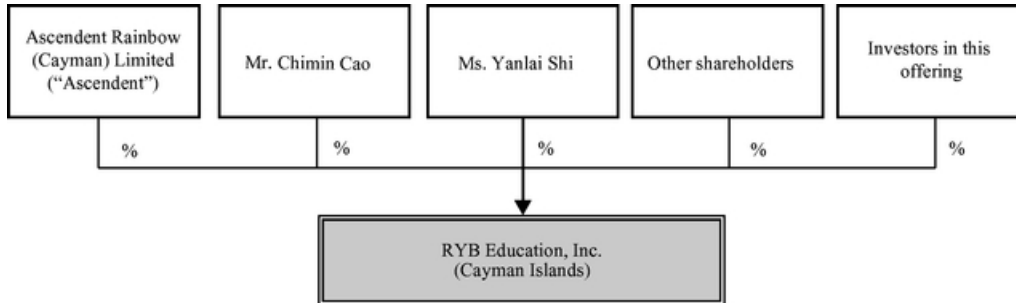 Ascendent Rainbow
(Cayman) Limited
(“Ascendent”)
Mr. Chimin Cao
Ms. Yanlai Shi
Other shareholders
Investors in this
offering
%
%
%
%
%
RYB Education, Inc.
(Cayman Islands)